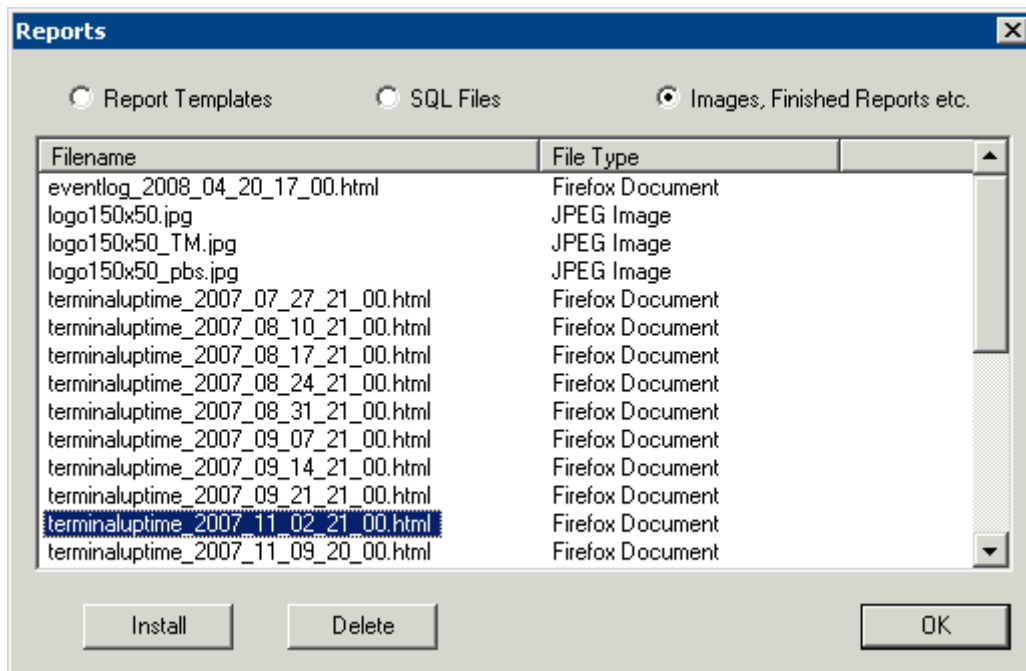 Reports
Report Templates SQL Files Images, Finished Reports etc.
Filename File Type
eventlog_2008_04_20_17_00.html Firefox Document
logo150x50.jpg JPEG Image
logo150x50_TM.jpg JPEG Image
logo150x50_pbs.jpg JPEG Image
terminaluptime_2007_07_27_21_00.html Firefox Document
terminaluptime_2007_08_10_21_00.html Firefox Document
terminaluptime_2007_08_17_21_00.html Firefox Document
terminaluptime_2007_08_24_21_00.html Firefox Document
terminaluptime_2007_08_31_21_00.html Firefox Document
terminaluptime_2007_09_07_21_00.html Firefox Document
terminaluptime_2007_09_14_21_00.html Firefox Document
terminaluptime_2007_09_21_21_00.html Firefox Document
terminaluptime_2007_11_02_21_00.html Firefox Document
terminaluptime_2007_11_09_20_00.html Firefox Document
Install Delete OK